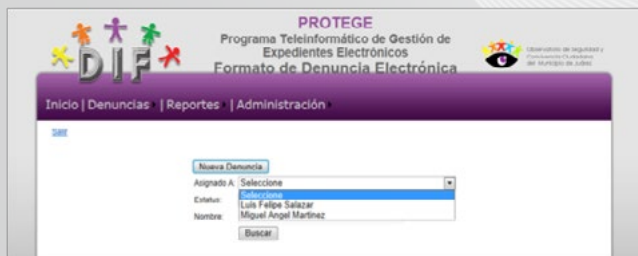 PROTEGE
Programa Teleinformático de Gestión de
Expedientes Electrónicos
Formato de Denuncia Electrónica
DIF
Observatorio de Seguridad y
Convivencia Ciudadana
del Municipio de Juárez
Inicio | Denuncias | Reportes | Administración
Salir
Nueva Denuncia
Asignado A: Seleccione
Seleccione
Estatus: Luis Felipe Salazar
Nombre Miguel Angel Martinez
Buscar